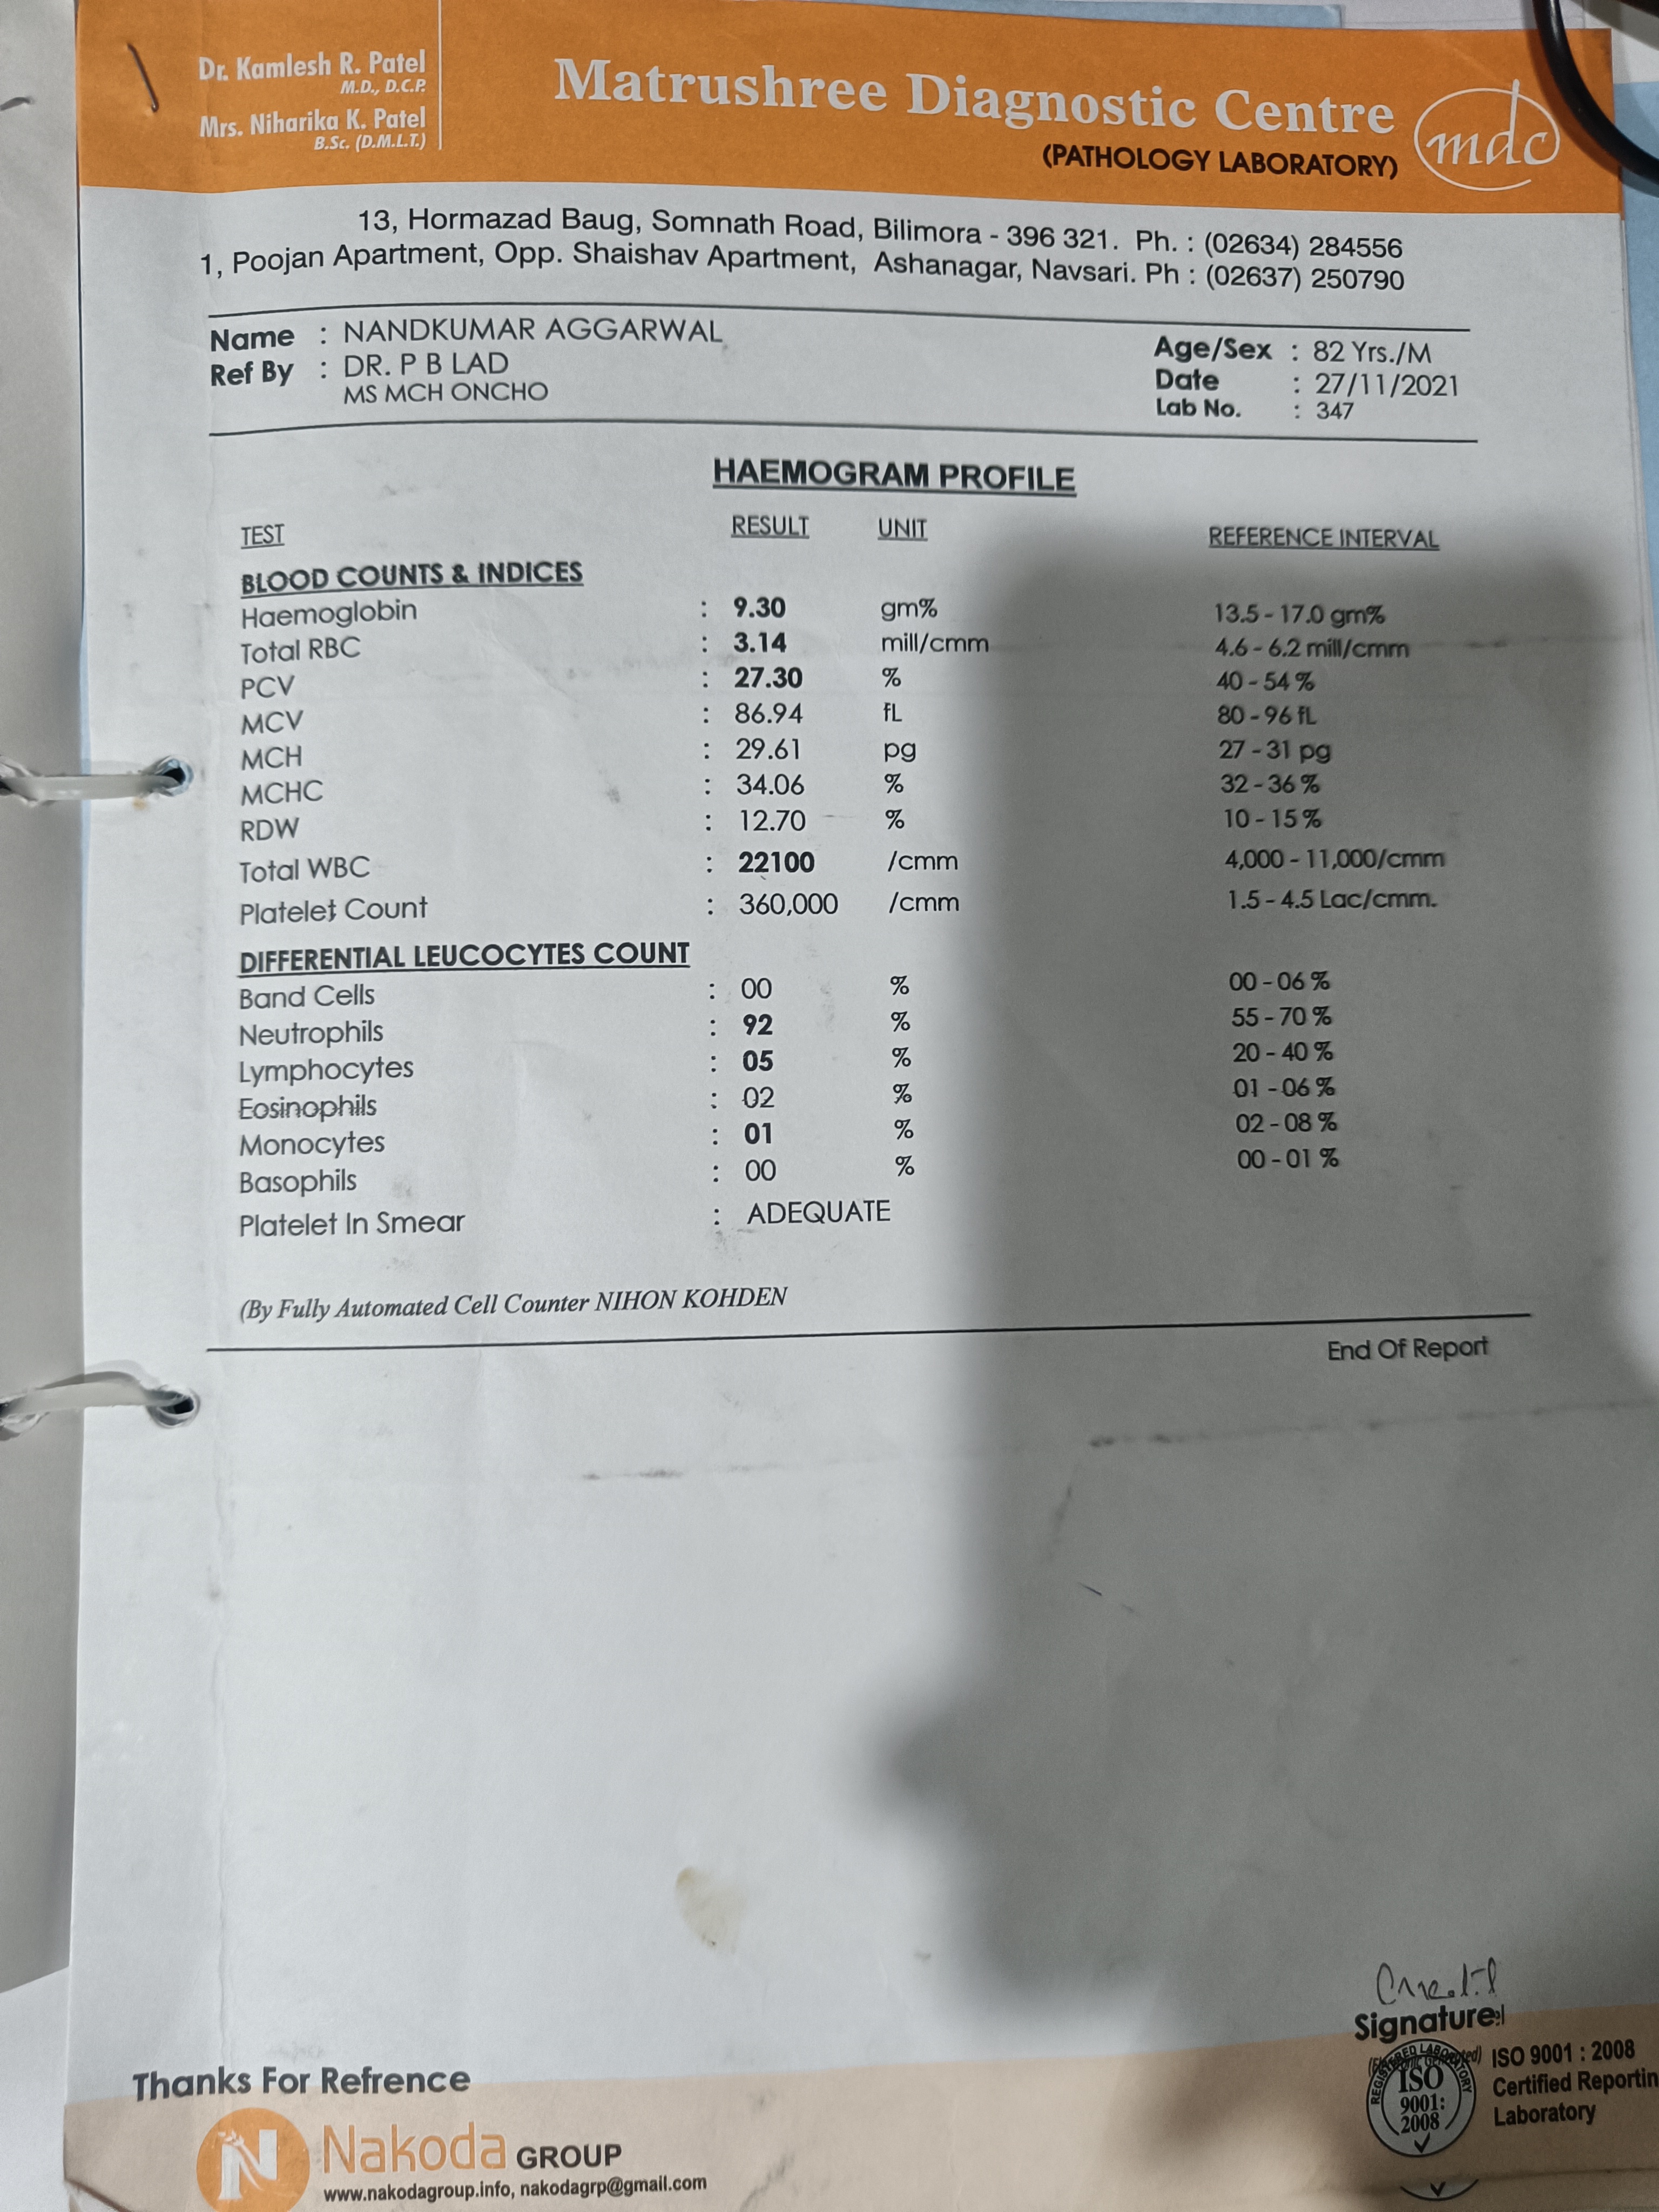 Dr. Kamlesh R. Patel
M.D., D.C.P.
Mrs. Niharika K. Patel
B.Sc. (D.M.L.T.)
Matrushree Diagnostic Centre
(PATHOLOGY LABORATORY)
mdc
13, Hormazad Baug, Somnath Road, Bilimora - 396 321. Ph. : (02634) 284556
1, Poojan Apartment, Opp. Shaishav Apartment, Ashanagar, Navsari. Ph : (02637) 250790
Name : NANDKUMAR AGGARWAL Age/Sex : 82 Yrs./M
Ref By : DR. P B LAD Date : 27/11/2021
MS MCH ONCHO Lab No. : 347
HAEMOGRAM PROFILE
TEST RESULT UNIT REFERENCE INTERVAL
BLOOD COUNTS & INDICES
Haemoglobin : 9.30 gm% 13.5 - 17.0 gm%
Total RBC : 3.14 mill/cmm 4.6 - 6.2 mill/cmm
PCV : 27.30 % 40 - 54 %
MCV : 86.94 fL 80 - 96 fL
MCH : 29.61 pg 27 - 31 pg
MCHC : 34.06 % 32 - 36 %
RDW : 12.70 % 10 - 15 %
Total WBC : 22100 /cmm 4,000 - 11,000/cmm
Platelet Count : 360,000 /cmm 1.5 - 4.5 Lac/cmm.
DIFFERENTIAL LEUCOCYTES COUNT
Band Cells : 00 % 00 - 06 %
Neutrophils : 92 % 55 - 70 %
Lymphocytes : 05 % 20 - 40 %
Eosinophils : 02 % 01 - 06 %
Monocytes : 01 % 02 - 08 %
Basophils : 00 % 00 - 01 %
Platelet In Smear : ADEQUATE
(By Fully Automated Cell Counter NIHON KOHDEN
End Of Report
Signature
Thanks For Refrence
ISO 9001 : 2008
Certified Reportin
Laboratory
REGISTERED LABORATORY
ISO
9001:
2008
Nakoda GROUP
www.nakodagroup.info, nakodagrp@gmail.com